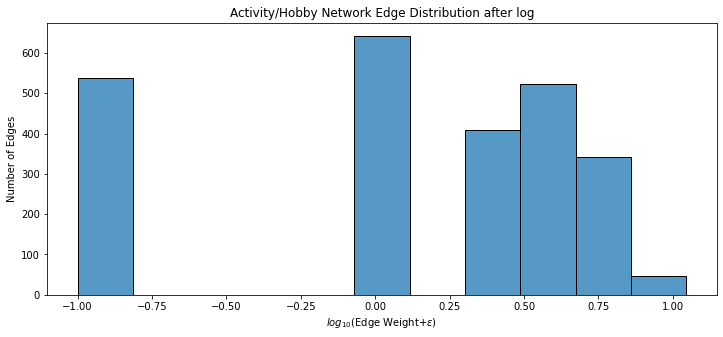 Activity/Hobby Network Edge Distribution after log
Number of Edges
600
500
400
300
200
100
0
−1.00 −0.75 −0.50 −0.25 0.00 0.25 0.50 0.75 1.00
log₁₀(Edge Weight+ε)